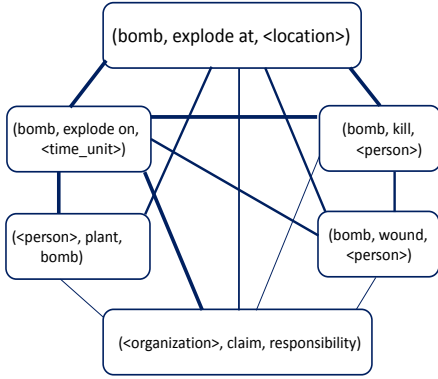 (bomb, explode at, <location>)
(bomb, explode on,
<time_unit>)
(bomb, kill,
<person>)
(<person>, plant,
bomb)
(bomb, wound,
<person>)
(<organization>, claim, responsibility)